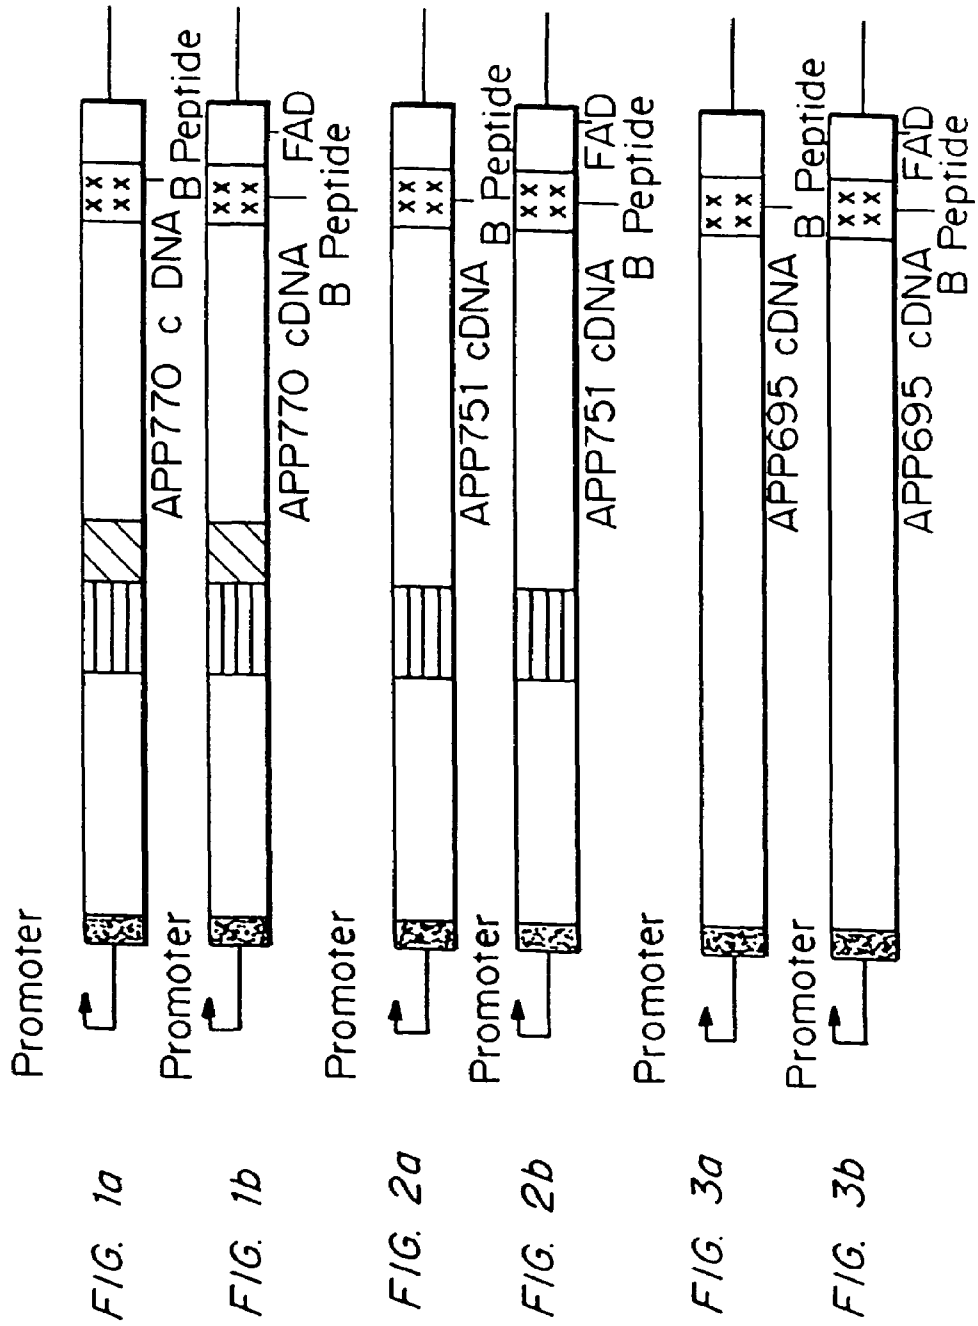 FIG. 1a
Promoter
APP770 c DNA
B Peptide
FIG. 1b
Promoter
APP770 cDNA
B Peptide
FAD
FIG. 2a
Promoter
APP751 cDNA
B Peptide
FIG. 2b
Promoter
APP751 cDNA
B Peptide
FAD
FIG. 3a
Promoter
APP695 cDNA
B Peptide
FIG. 3b
Promoter
APP695 cDNA
B Peptide
FAD